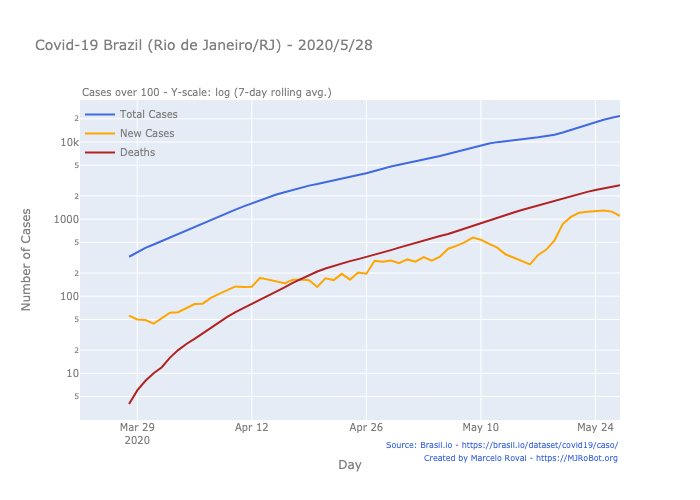 Covid-19 Brazil (Rio de Janeiro/RJ) - 2020/5/28
Cases over 100 - Y-scale: log (7-day rolling avg.)
Total Cases
New Cases
Deaths
2
10k
5
2
1000
5
2
100
5
2
10
5
Number of Cases
Mar 29
2020
Apr 12
Apr 26
May 10
May 24
Day
Source: Brasil.io - https://brasil.io/dataset/covid19/caso/
Created by Marcelo Rovai - https://MJRoBot.org